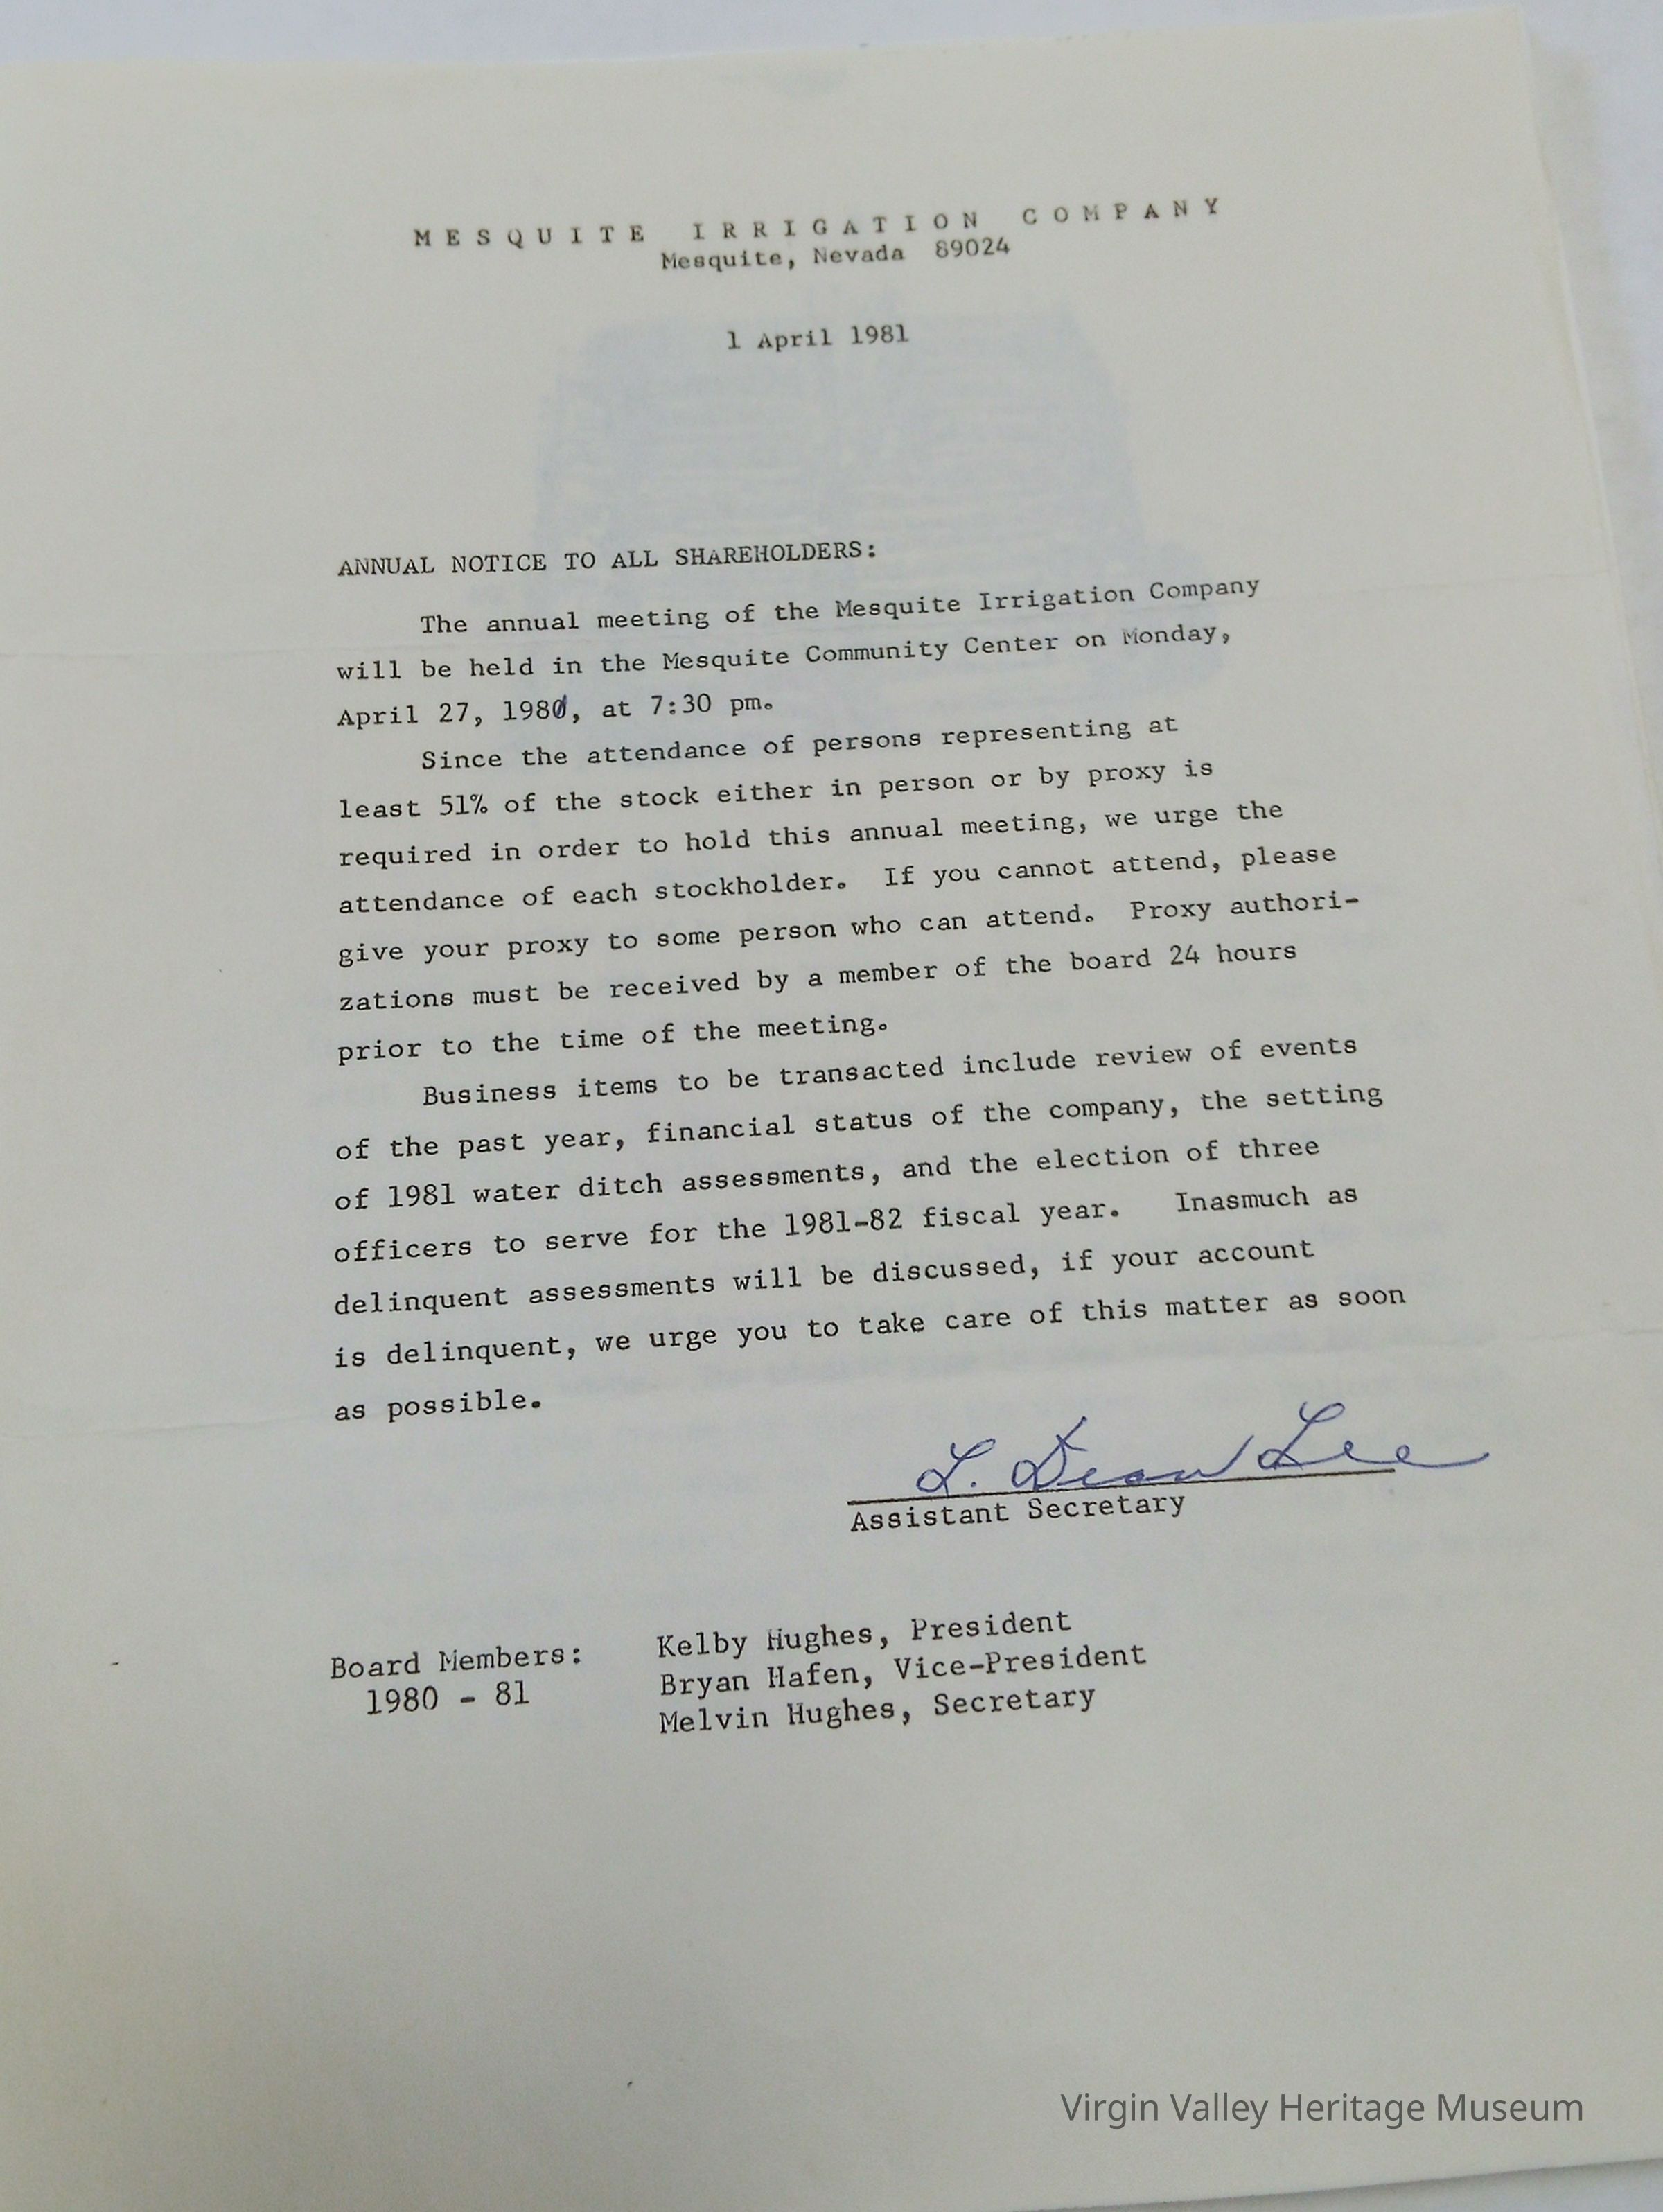 MESQUITE IRRIGATION COMPANY
Mesquite, Nevada 89024
1 April 1981
ANNUAL NOTICE TO ALL SHAREHOLDERS:
The annual meeting of the Mesquite Irrigation Company
will be held in the Mesquite Community Center on Monday,
April 27, 1981, at 7:30 pm.
Since the attendance of persons representing at
least 51% of the stock either in person or by proxy is
required in order to hold this annual meeting, we urge the
attendance of each stockholder. If you cannot attend, please
give your proxy to some person who can attend. Proxy authori-
zations must be received by a member of the board 24 hours
prior to the time of the meeting.
Business items to be transacted include review of events
of the past year, financial status of the company, the setting
of 1981 water ditch assessments, and the election of three
officers to serve for the 1981-82 fiscal year. Inasmuch as
delinquent assessments will be discussed, if your account
is delinquent, we urge you to take care of this matter as soon
as possible.
L. Dean Lee
Assistant Secretary
Board Members: Kelby Hughes, President
1980 - 81 Bryan Hafen, Vice-President
Melvin Hughes, Secretary
Virgin Valley Heritage Museum